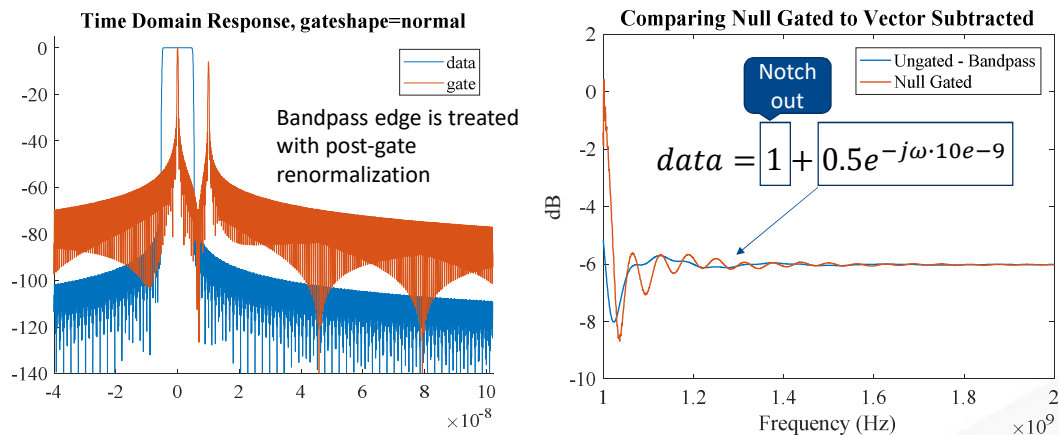 Time Domain Response, gateshape=normal
0
-20
-40
-60
-80
-100
-120
-140
-4
-2
0
2
4
6
8
10
×10⁻⁸
data
gate
Bandpass edge is treated
with post-gate
renormalization
Comparing Null Gated to Vector Subtracted
2
0
-2
-4
-6
-8
-10
dB
1
1.2
1.4
1.6
1.8
2
Frequency (Hz)
×10⁹
Ungated - Bandpass
Null Gated
Notch
out
data = 1 + 0.5e^{−jω·10e−9}